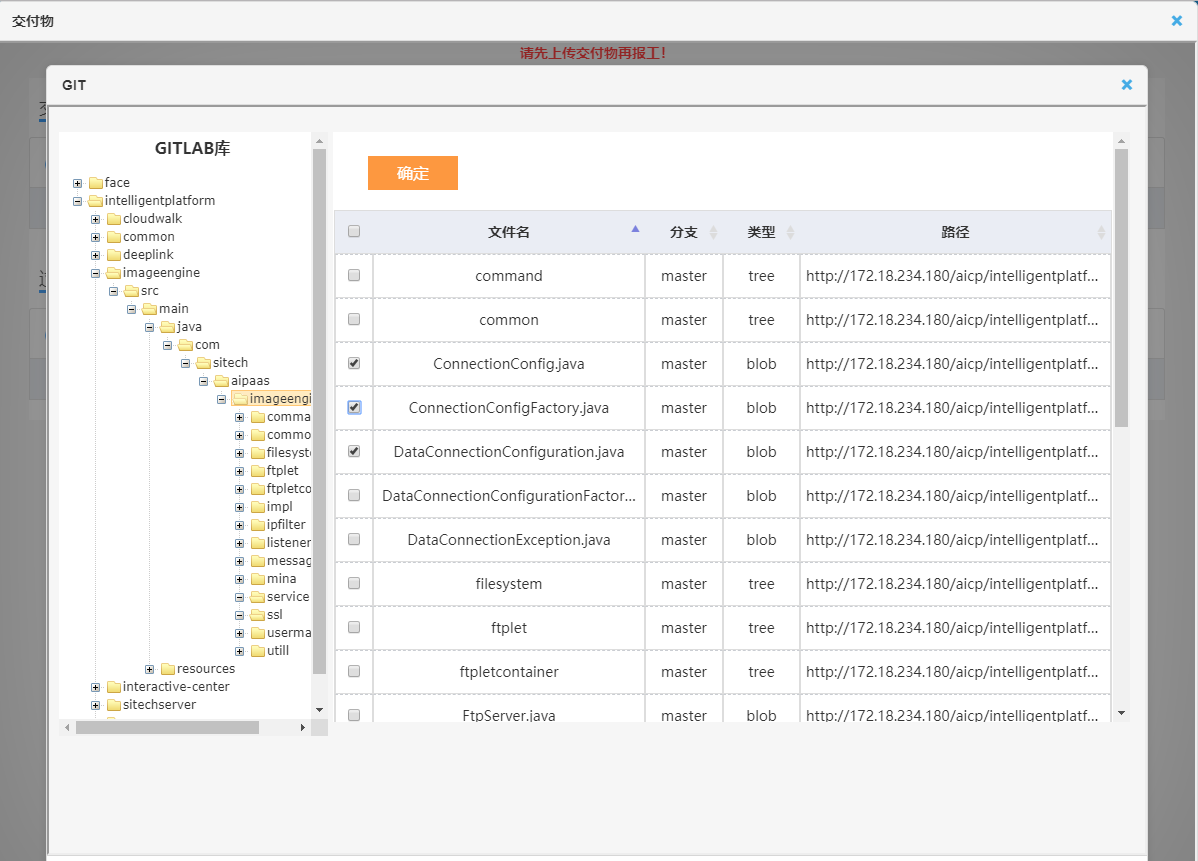 交付物
请先上传交付物再报工!
GIT
GITLAB库
face
intelligentplatform
cloudwalk
common
deeplink
imageengine
src
main
java
com
sitech
aipaas
imageengi
comma
commo
filesyst
ftplet
ftpletco
impl
ipfilter
listener
messag
mina
service
ssl
userma
utill
resources
interactive-center
sitechserver
确定
文件名 分支 类型 路径
command master tree http://172.18.234.180/aicp/intelligentplatf...
common master tree http://172.18.234.180/aicp/intelligentplatf...
ConnectionConfig.java master blob http://172.18.234.180/aicp/intelligentplatf...
ConnectionConfigFactory.java master blob http://172.18.234.180/aicp/intelligentplatf...
DataConnectionConfiguration.java master blob http://172.18.234.180/aicp/intelligentplatf...
DataConnectionConfigurationFactor... master blob http://172.18.234.180/aicp/intelligentplatf...
DataConnectionException.java master blob http://172.18.234.180/aicp/intelligentplatf...
filesystem master tree http://172.18.234.180/aicp/intelligentplatf...
ftplet master tree http://172.18.234.180/aicp/intelligentplatf...
ftpletcontainer master tree http://172.18.234.180/aicp/intelligentplatf...
FtpServer.java master blob http://172.18.234.180/aicp/intelligentplatf...